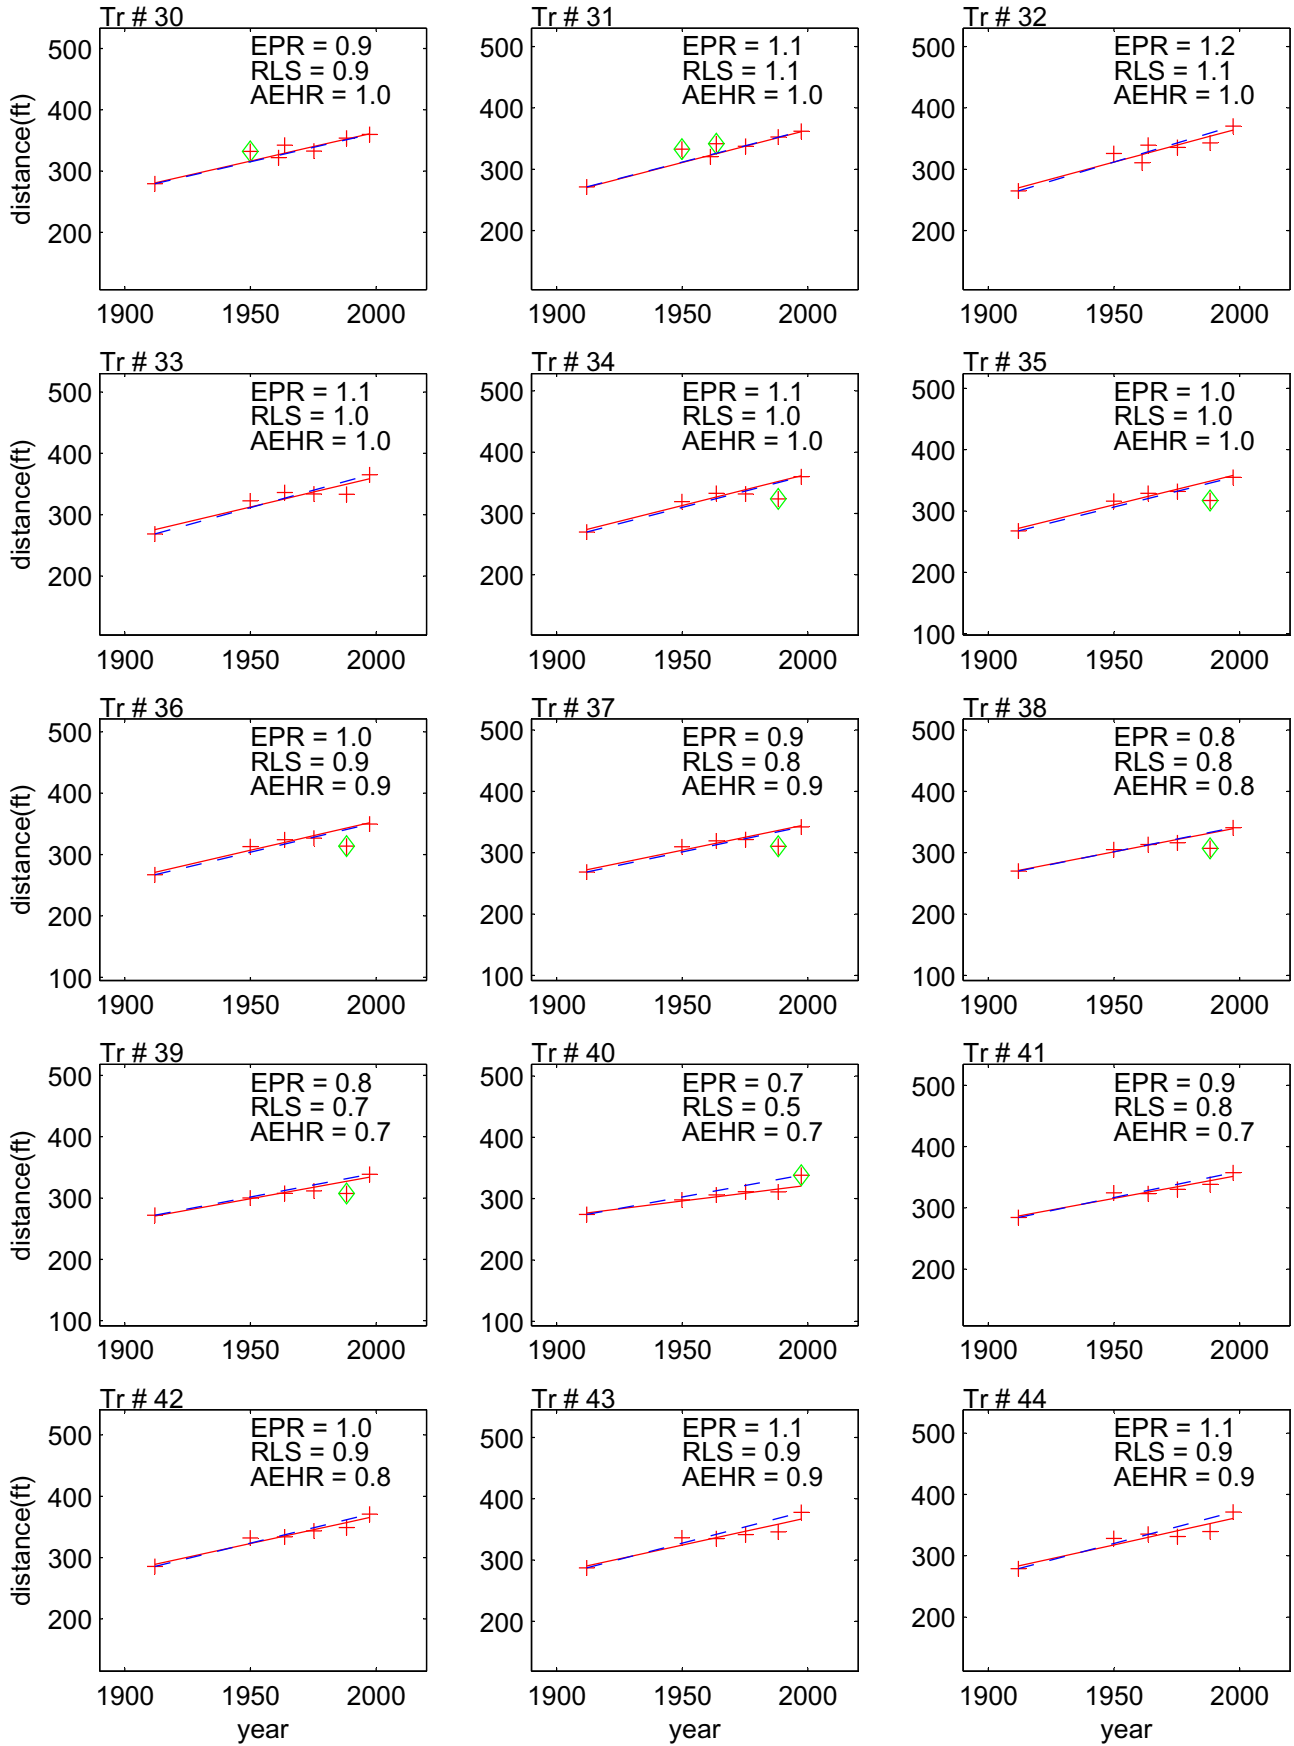 Tr # 30
EPR = 0.9
RLS = 0.9
AEHR = 1.0
500
400
300
200
distance(ft)
1900 1950 2000
Tr # 31
EPR = 1.1
RLS = 1.1
AEHR = 1.0
500
400
300
200
1900 1950 2000
Tr # 32
EPR = 1.2
RLS = 1.1
AEHR = 1.0
500
400
300
200
1900 1950 2000
Tr # 33
EPR = 1.1
RLS = 1.0
AEHR = 1.0
500
400
300
200
distance(ft)
1900 1950 2000
Tr # 34
EPR = 1.1
RLS = 1.0
AEHR = 1.0
500
400
300
200
1900 1950 2000
Tr # 35
EPR = 1.0
RLS = 1.0
AEHR = 1.0
500
400
300
200
100
1900 1950 2000
Tr # 36
EPR = 1.0
RLS = 0.9
AEHR = 0.9
500
400
300
200
100
distance(ft)
1900 1950 2000
Tr # 37
EPR = 0.9
RLS = 0.8
AEHR = 0.9
500
400
300
200
100
1900 1950 2000
Tr # 38
EPR = 0.8
RLS = 0.8
AEHR = 0.8
500
400
300
200
100
1900 1950 2000
Tr # 39
EPR = 0.8
RLS = 0.7
AEHR = 0.7
500
400
300
200
100
distance(ft)
1900 1950 2000
Tr # 40
EPR = 0.7
RLS = 0.5
AEHR = 0.7
500
400
300
200
100
1900 1950 2000
Tr # 41
EPR = 0.9
RLS = 0.8
AEHR = 0.7
500
400
300
200
1900 1950 2000
Tr # 42
EPR = 1.0
RLS = 0.9
AEHR = 0.8
500
400
300
200
distance(ft)
1900 1950 2000
year
Tr # 43
EPR = 1.1
RLS = 0.9
AEHR = 0.9
500
400
300
200
1900 1950 2000
year
Tr # 44
EPR = 1.1
RLS = 0.9
AEHR = 0.9
500
400
300
200
1900 1950 2000
year